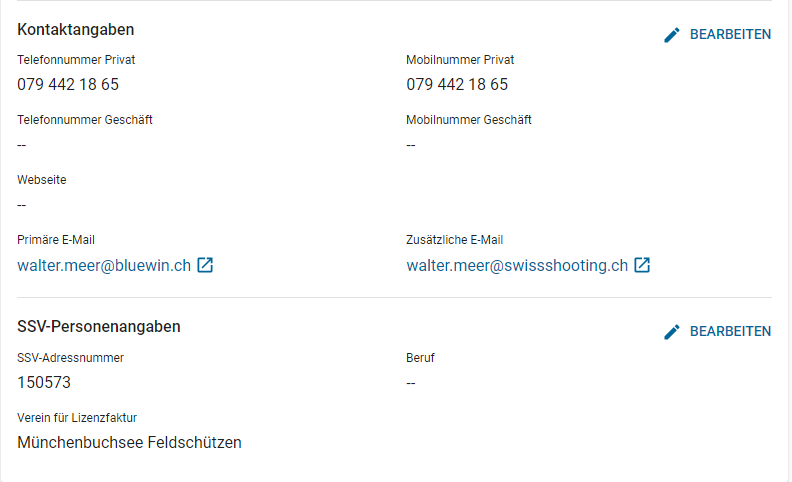 Kontaktangaben
BEARBEITEN
Telefonnummer Privat
Mobilnummer Privat
079 442 18 65
079 442 18 65
Telefonnummer Geschäft
Mobilnummer Geschäft
--
--
Webseite
--
Primäre E-Mail
Zusätzliche E-Mail
walter.meer@bluewin.ch
walter.meer@swissshooting.ch
SSV-Personenangaben
BEARBEITEN
SSV-Adressnummer
Beruf
150573
--
Verein für Lizenzfaktur
Münchenbuchsee Feldschützen